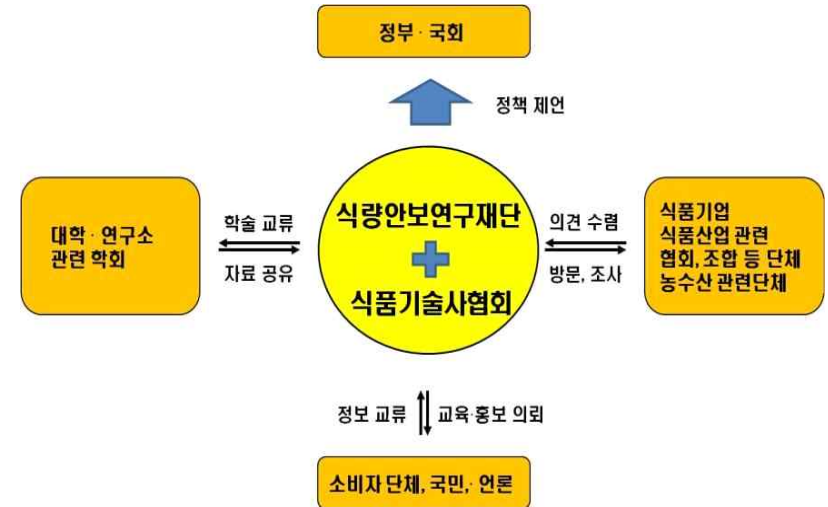 정부 · 국회
정책 제언
대학 · 연구소
관련 학회
학술 교류
자료 공유
식량안보연구재단
식품기술사협회
의견 수렴
방문, 조사
식품기업
식품산업 관련
협회, 조합 등 단체
농수산 관련단체
정보 교류
교육·홍보 의뢰
소비자 단체, 국민, · 언론